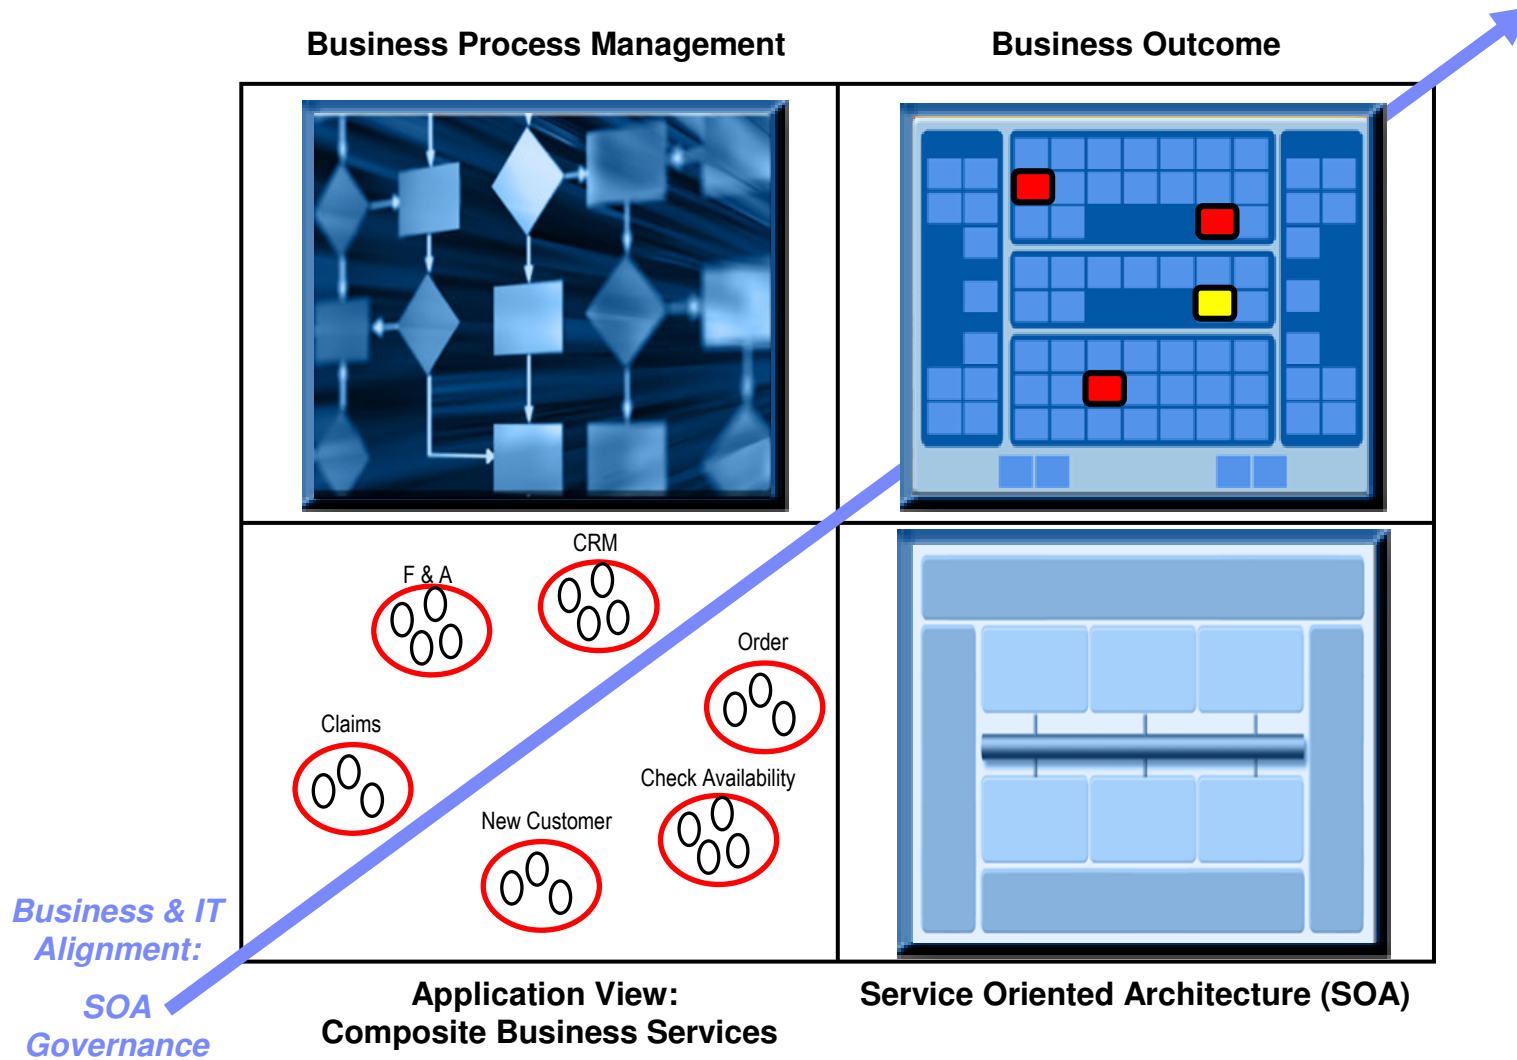 Business Process Management
Business Outcome
CRM
F & A
Order
Claims
Check Availability
New Customer
Business & IT
Alignment:
SOA
Governance
Application View:
Composite Business Services
Service Oriented Architecture (SOA)